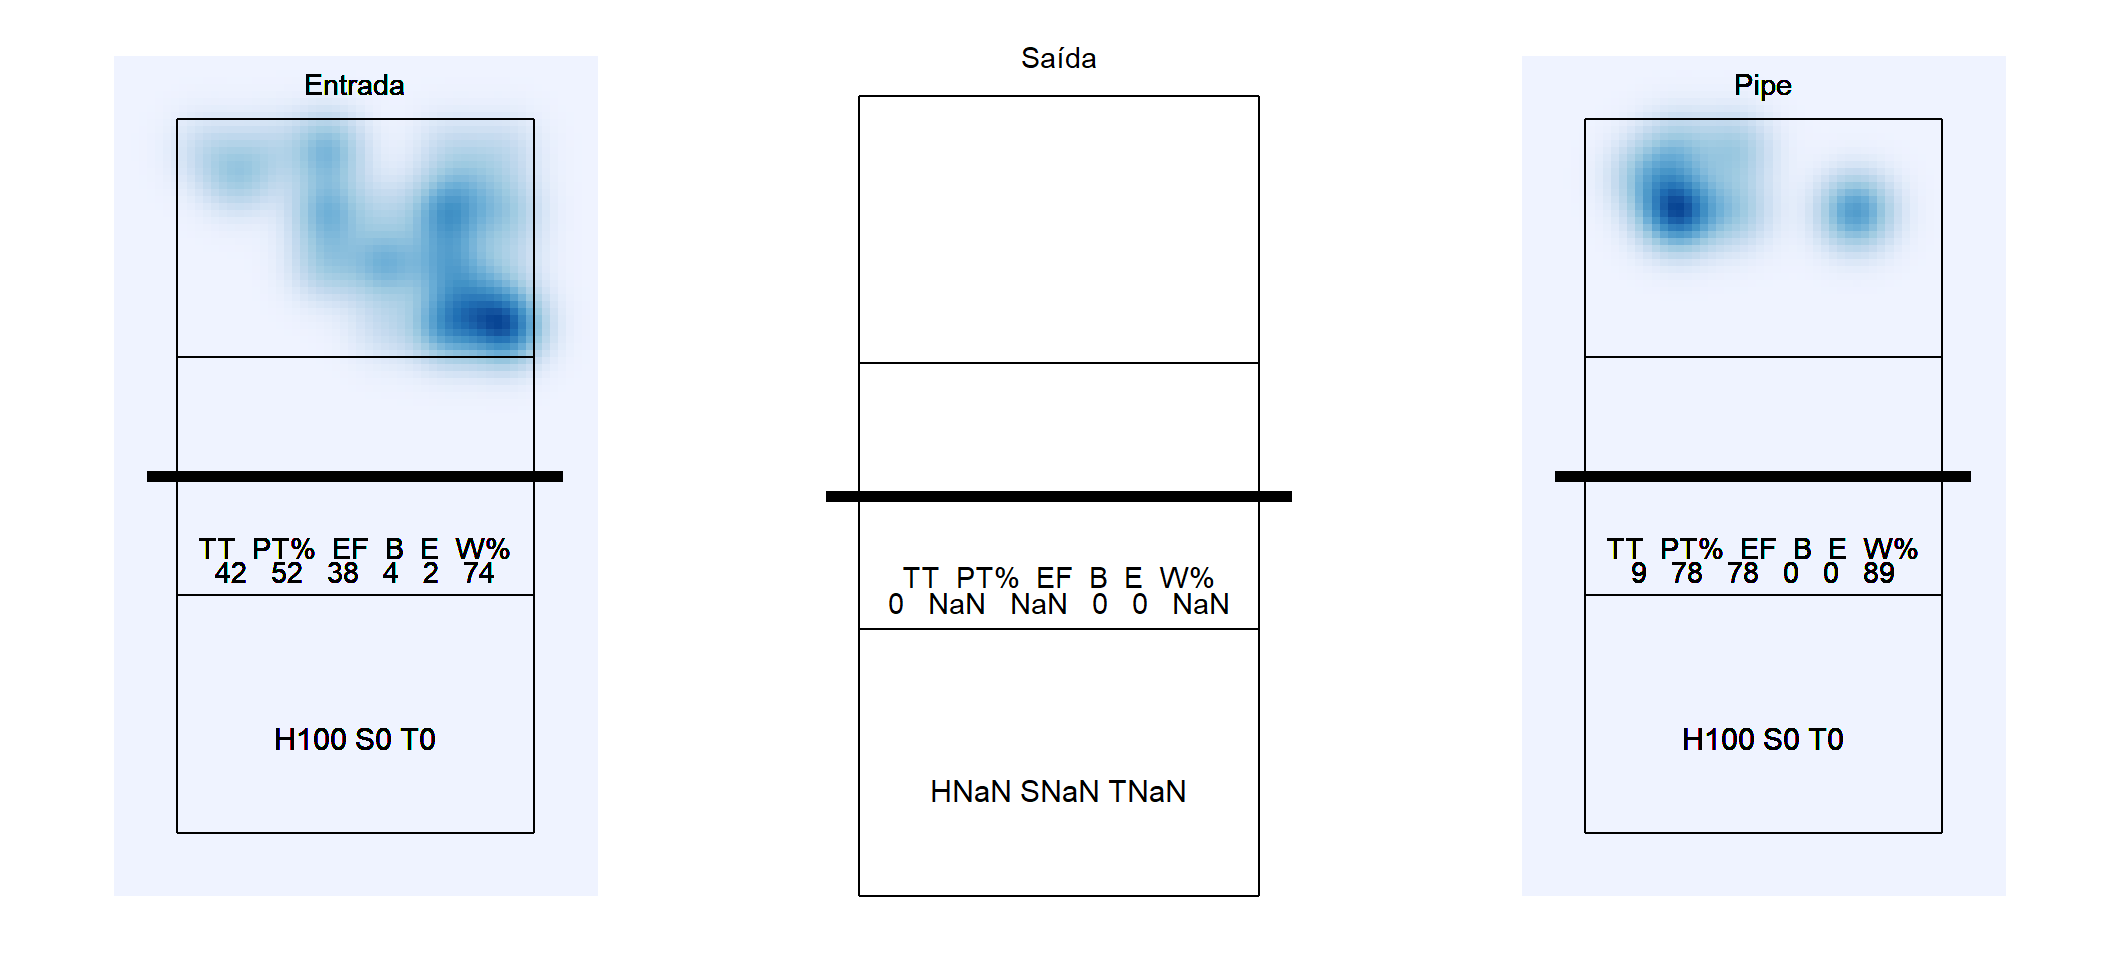 Entrada
TT PT% EF B E W%
42 52 38 4 2 74
H100 S0 T0
Saída
TT PT% EF B E W%
0 NaN NaN 0 0 NaN
HNaN SNaN TNaN
Pipe
TT PT% EF B E W%
9 78 78 0 0 89
H100 S0 T0